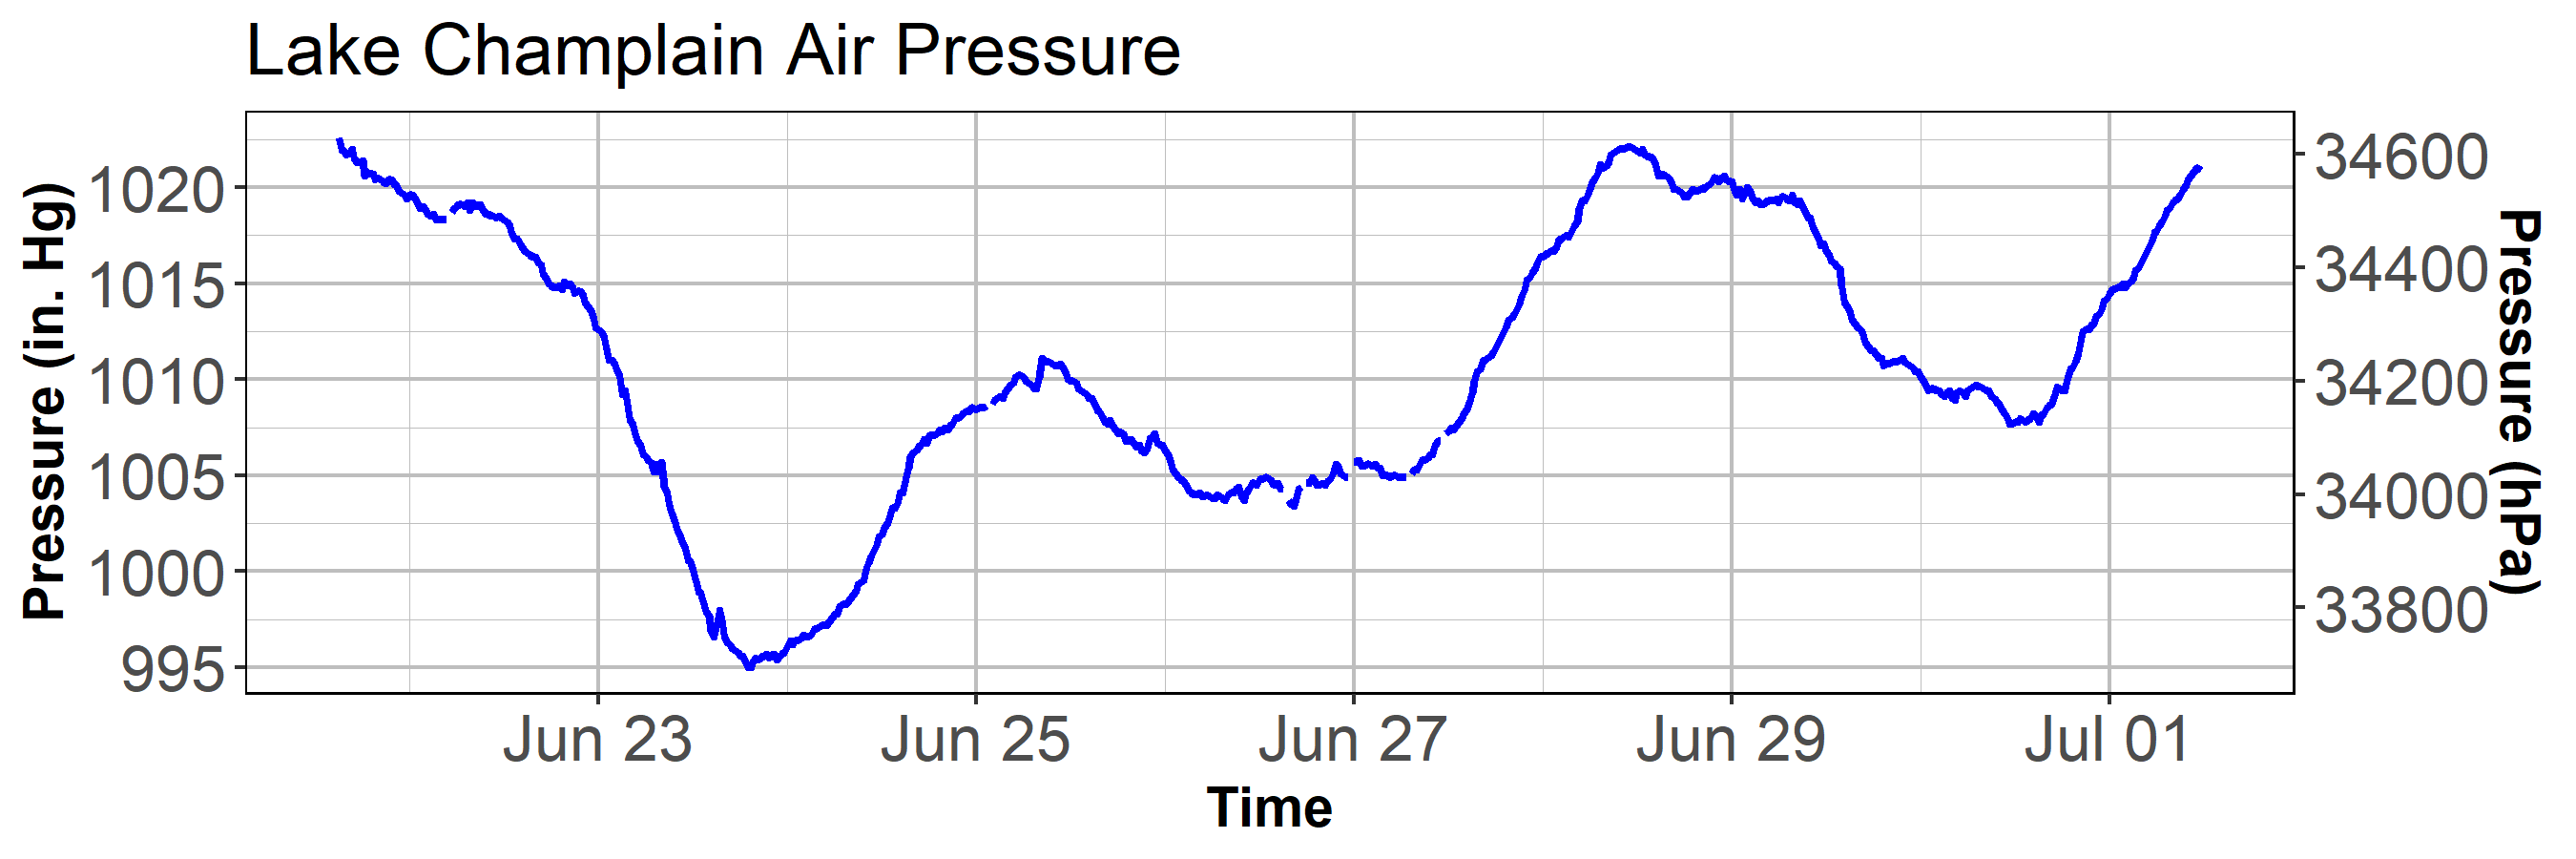 Lake Champlain Air Pressure
Pressure (in. Hg)
1020
1015
1010
1005
1000
995
34600
34400
34200
34000
33800
Pressure (hPa)
Jun 23
Jun 25
Jun 27
Jun 29
Jul 01
Time